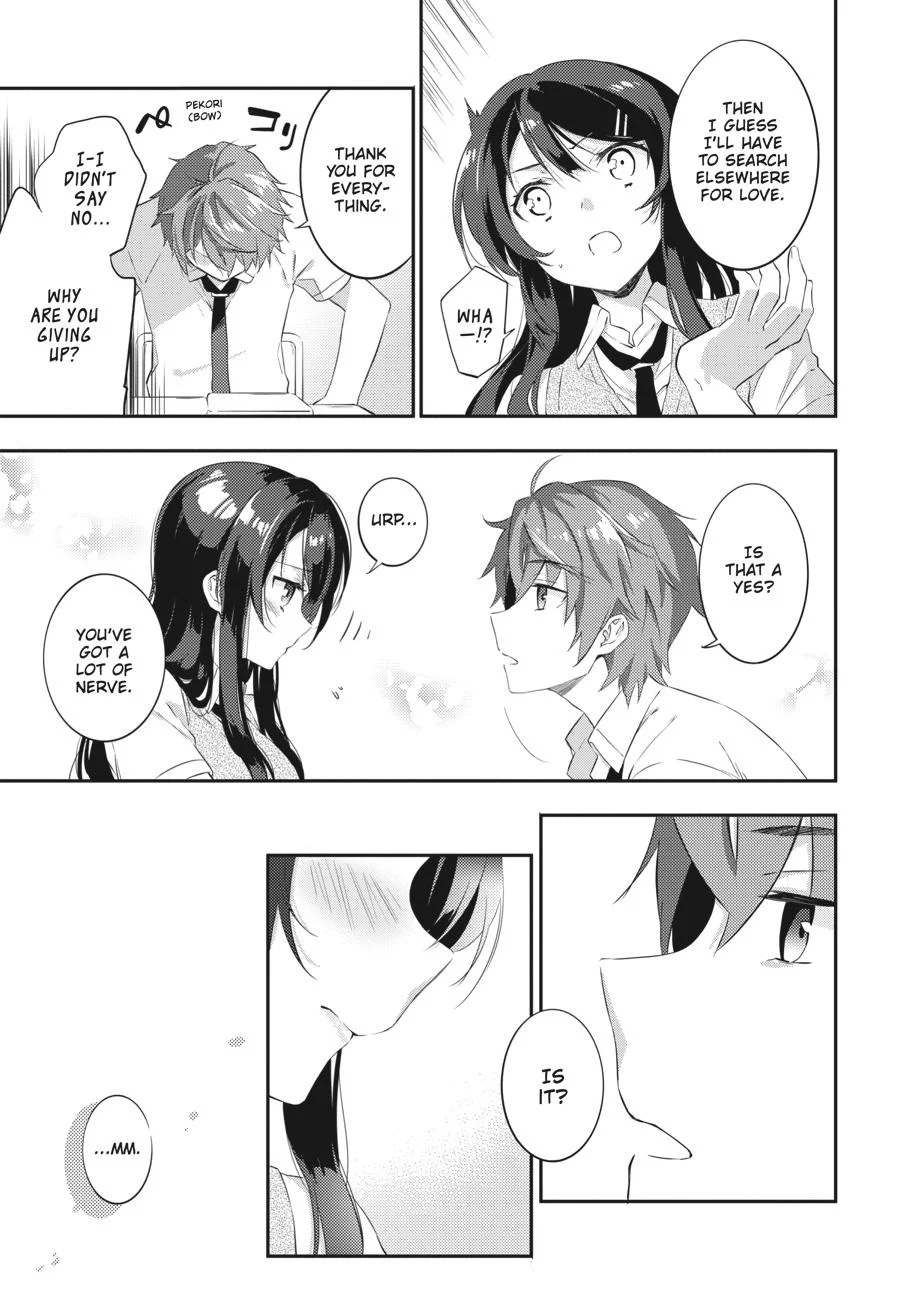 THEN
I GUESS
I'LL HAVE
TO SEARCH
ELSEWHERE
FOR LOVE.
WHA
—!?
THANK
YOU FOR
EVERY-
THING.
ペコリ
PEKORI
(BOW)
I-I
DIDN'T
SAY
NO...
WHY
ARE YOU
GIVING
UP?
IS
THAT A
YES?
URP...
YOU'VE
GOT A
LOT OF
NERVE.
IS
IT?
...MM.